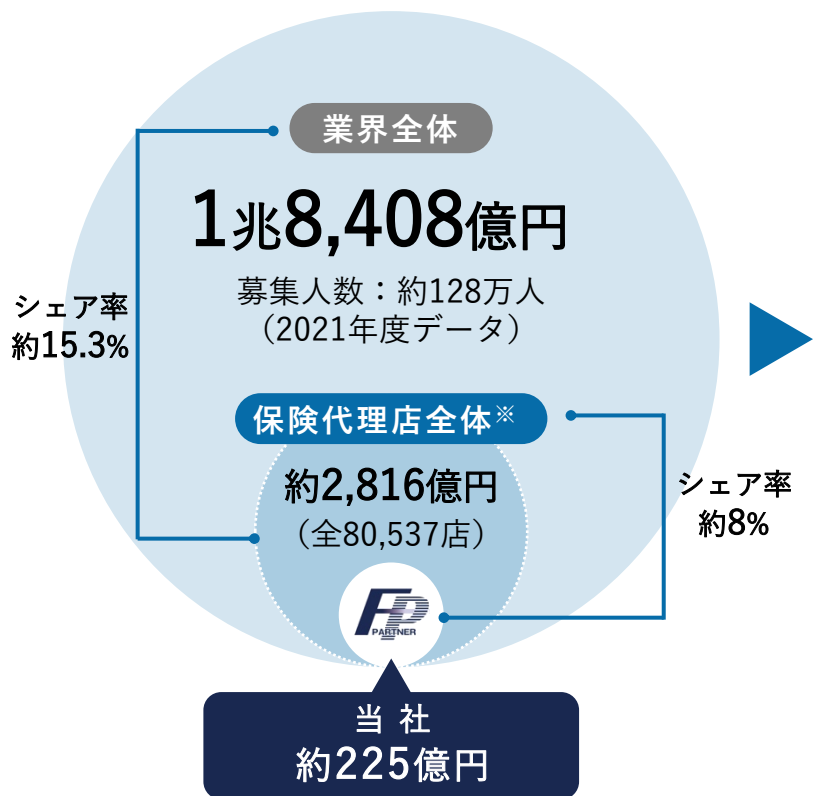 業界全体
1兆8,408億円
募集人数：約128万人
（2021年度データ）
シェア率
約15.3%
保険代理店全体※
約2,816億円
（全80,537店）
シェア率
約8%
FP
PARTNER
当 社
約225億円